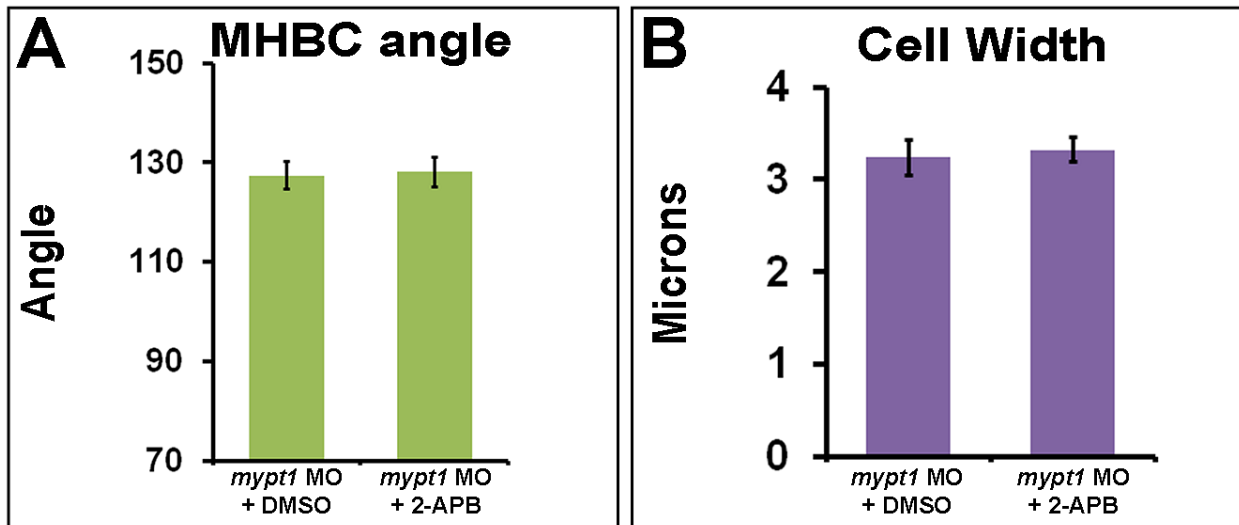 A
MHBC angle
150
130
110
90
70
Angle
mypt1 MO
+ DMSO
mypt1 MO
+ 2-APB
B
Cell Width
4
3
2
1
0
Microns
mypt1 MO
+ DMSO
mypt1 MO
+ 2-APB